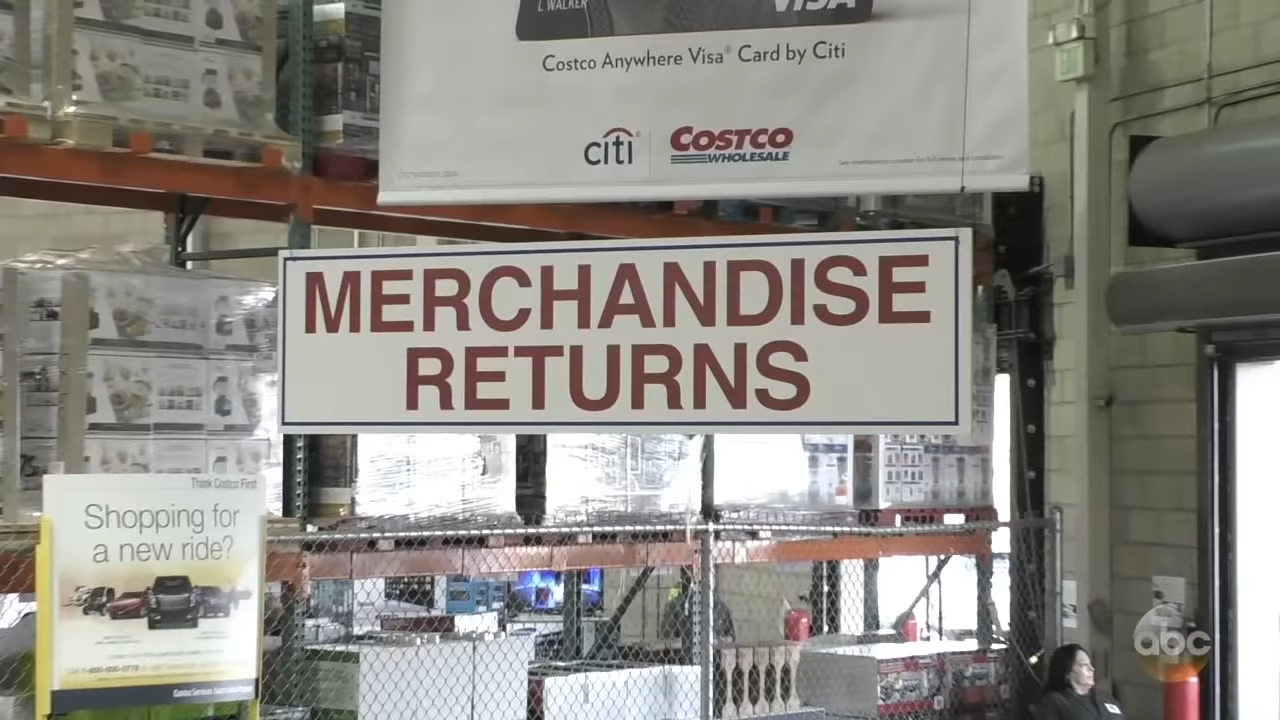 L WALKER
VISA
Costco Anywhere Visa® Card by Citi
citi
COSTCO
WHOLESALE
MERCHANDISE
RETURNS
Think Costco First
Shopping for
a new ride?
abc